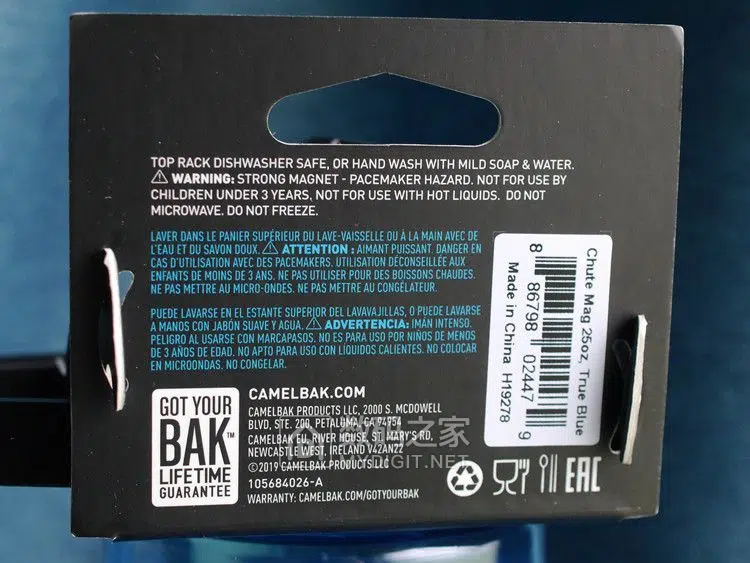 TOP RACK DISHWASHER SAFE, OR HAND WASH WITH MILD SOAP & WATER.
⚠ WARNING: STRONG MAGNET - PACEMAKER HAZARD. NOT FOR USE BY
CHILDREN UNDER 3 YEARS, NOT FOR USE WITH HOT LIQUIDS. DO NOT
MICROWAVE. DO NOT FREEZE.
LAVER DANS LE PANIER SUPÉRIEUR DU LAVE-VAISSELLE OU À LA MAIN AVEC DE
L'EAU ET DU SAVON DOUX. ⚠ ATTENTION : AIMANT PUISSANT. DANGER EN
CAS D'UTILISATION AVEC DES PACEMAKERS. UTILISATION DÉCONSEILLÉE AUX
ENFANTS DE MOINS DE 3 ANS. NE PAS UTILISER POUR DES BOISSONS CHAUDES.
NE PAS METTRE AU MICRO-ONDES. NE PAS METTRE AU CONGÉLATEUR.
PUEDE LAVARSE EN EL ESTANTE SUPERIOR DEL LAVAVAJILLAS, O PUEDE LAVARSE
A MANOS CON JABÓN SUAVE Y AGUA. ⚠ ADVERTENCIA: IMÁN INTENSO.
PELIGRO AL USARSE CON MARCAPASOS. NO ES PARA USO POR NIÑOS DE MENOS
DE 3 AÑOS DE EDAD. NO APTO PARA USO CON LÍQUIDOS CALIENTES. NO COLOCAR
EN MICROONDAS. NO CONGELAR.
Chute Mag 25oz, True Blue
8 86798 02447 9
Made in China H19278
GOT YOUR
BAK™
LIFETIME
GUARANTEE
CAMELBAK.COM
CAMELBAK PRODUCTS LLC, 2000 S. MCDOWELL
BLVD, STE. 200, PETALUMA, CA 94954
CAMELBAK EU, RIVER HOUSE, ST. MARY'S RD,
NEWCASTLE WEST, IRELAND V42AN22
©2019 CAMELBAK PRODUCTS LLC
105684026-A
WARRANTY: CAMELBAK.COM/GOTYOURBAK
EAC
数码之家
MYDIGIT.NET